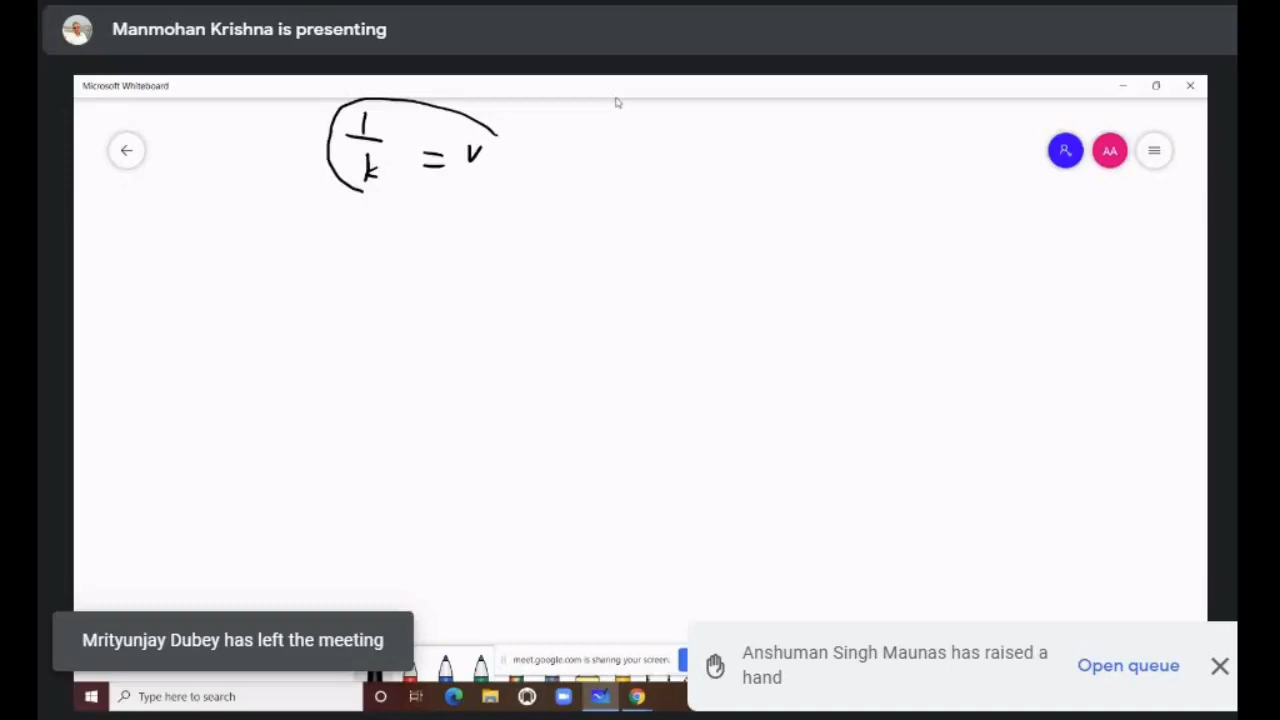 Manmohan Krishna is presenting
Microsoft Whiteboard
1
k = v
AA
Mrityunjay Dubey has left the meeting
meet.google.com is sharing your screen.
Anshuman Singh Maunas has raised a
hand
Open queue
Type here to search